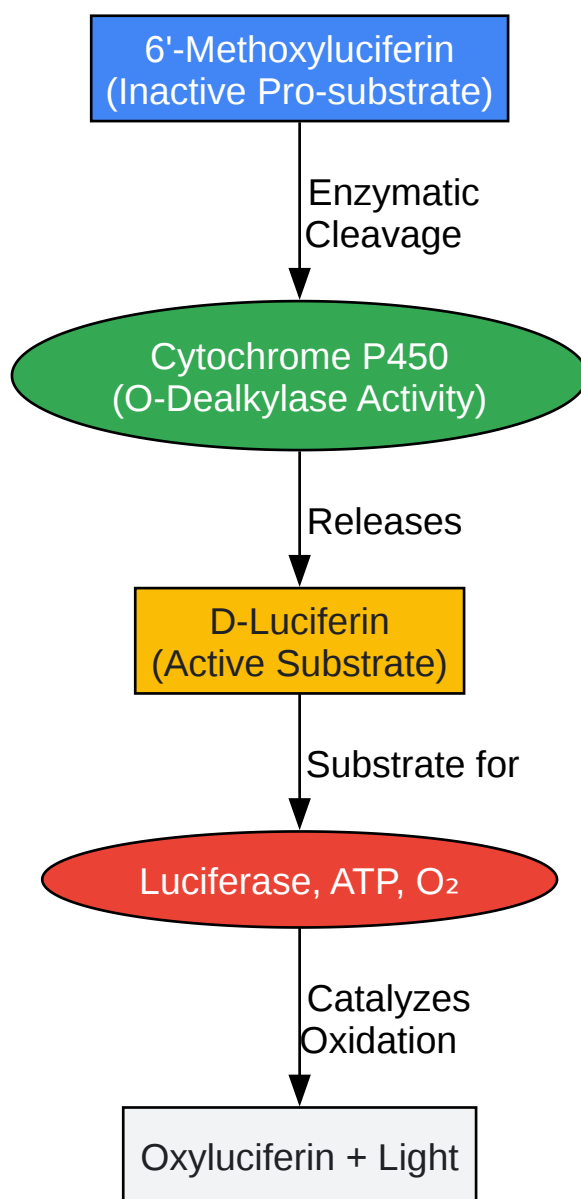 6'-Methoxyluciferin
(Inactive Pro-substrate)
Enzymatic
Cleavage
Cytochrome P450
(O-Dealkylase Activity)
Releases
D-Luciferin
(Active Substrate)
Substrate for
Luciferase, ATP, O₂
Catalyzes
Oxidation
Oxyluciferin + Light